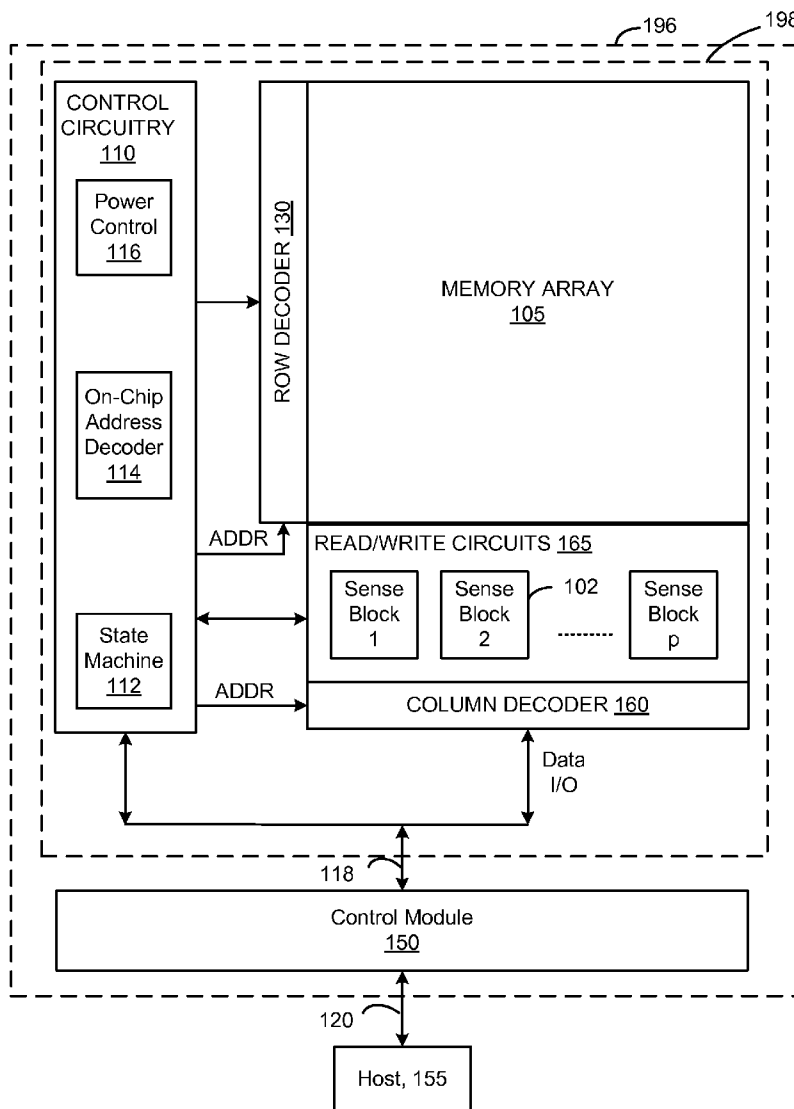 196
198
CONTROL
CIRCUITRY
110
Power
Control
116
On-Chip
Address
Decoder
114
State
Machine
112
ROW DECODER 130
MEMORY ARRAY
105
ADDR
READ/WRITE CIRCUITS 165
Sense
Block
1
Sense
Block
2
102
........
Sense
Block
p
ADDR
COLUMN DECODER 160
Data
I/O
118
Control Module
150
120
Host, 155